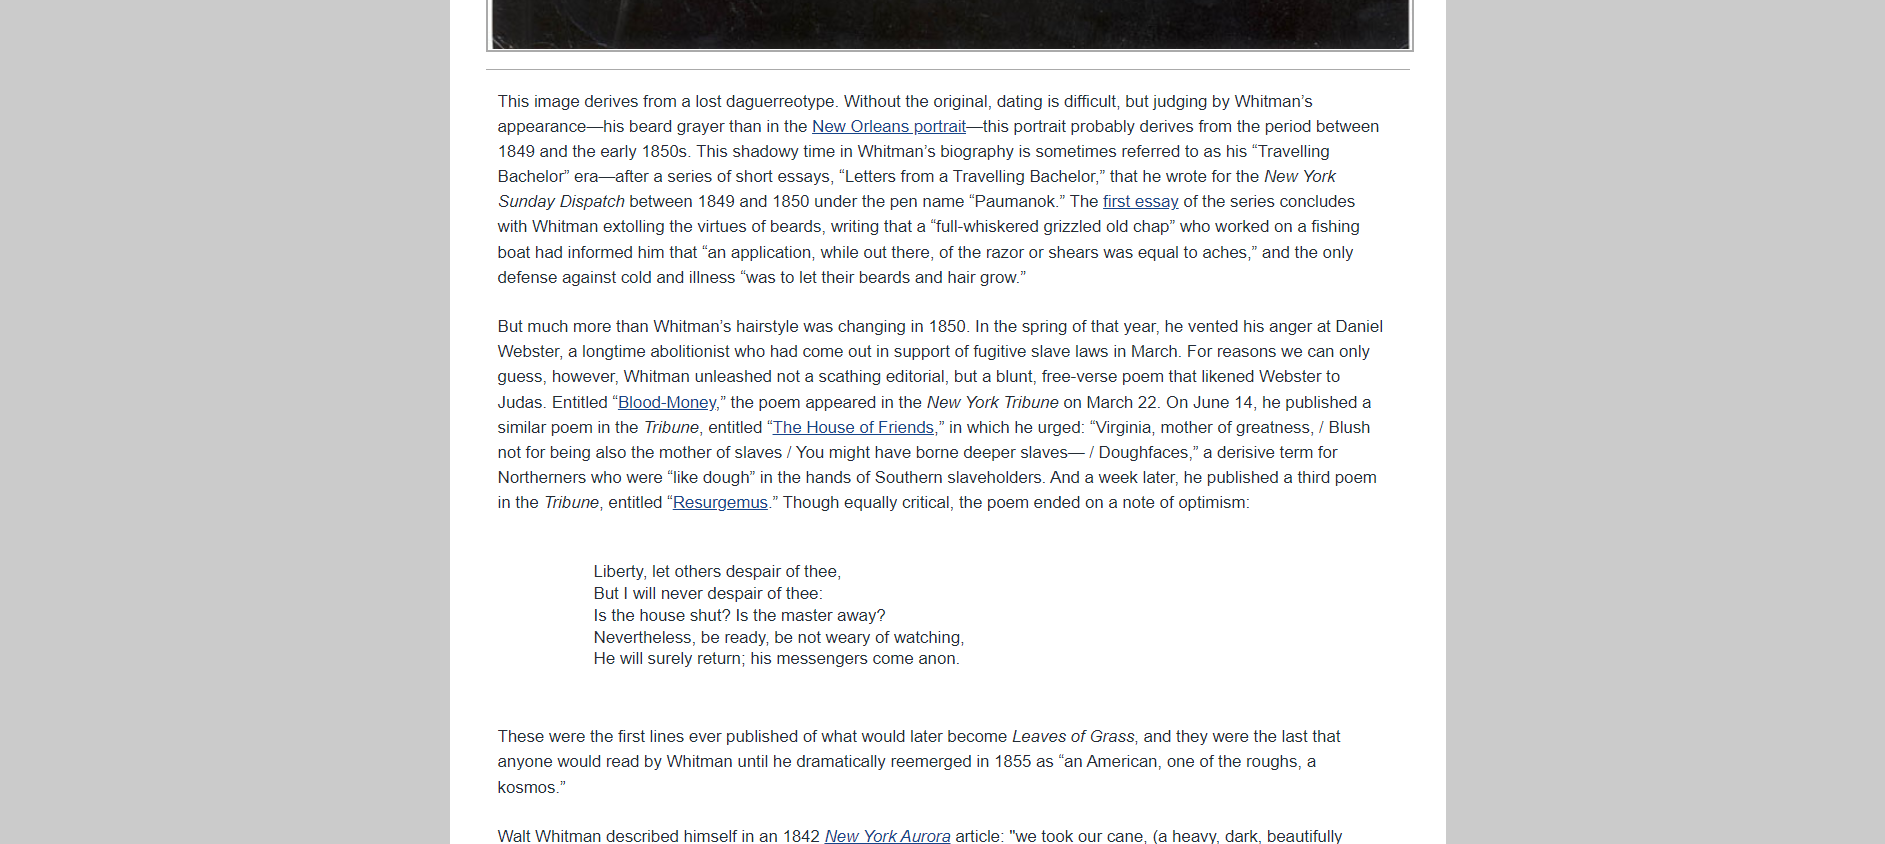 This image derives from a lost daguerreotype. Without the original, dating is difficult, but judging by Whitman’s
appearance—his beard grayer than in the New Orleans portrait—this portrait probably derives from the period between
1849 and the early 1850s. This shadowy time in Whitman’s biography is sometimes referred to as his “Travelling
Bachelor” era—after a series of short essays, “Letters from a Travelling Bachelor,” that he wrote for the New York
Sunday Dispatch between 1849 and 1850 under the pen name “Paumanok.” The first essay of the series concludes
with Whitman extolling the virtues of beards, writing that a “full-whiskered grizzled old chap” who worked on a fishing
boat had informed him that “an application, while out there, of the razor or shears was equal to aches,” and the only
defense against cold and illness “was to let their beards and hair grow.”
But much more than Whitman’s hairstyle was changing in 1850. In the spring of that year, he vented his anger at Daniel
Webster, a longtime abolitionist who had come out in support of fugitive slave laws in March. For reasons we can only
guess, however, Whitman unleashed not a scathing editorial, but a blunt, free-verse poem that likened Webster to
Judas. Entitled “Blood-Money,” the poem appeared in the New York Tribune on March 22. On June 14, he published a
similar poem in the Tribune, entitled “The House of Friends,” in which he urged: “Virginia, mother of greatness, / Blush
not for being also the mother of slaves / You might have borne deeper slaves— / Doughfaces,” a derisive term for
Northerners who were “like dough” in the hands of Southern slaveholders. And a week later, he published a third poem
in the Tribune, entitled “Resurgemus.” Though equally critical, the poem ended on a note of optimism:
Liberty, let others despair of thee,
But I will never despair of thee:
Is the house shut? Is the master away?
Nevertheless, be ready, be not weary of watching,
He will surely return; his messengers come anon.
These were the first lines ever published of what would later become Leaves of Grass, and they were the last that
anyone would read by Whitman until he dramatically reemerged in 1855 as “an American, one of the roughs, a
kosmos.”
Walt Whitman described himself in an 1842 New York Aurora article: "we took our cane, (a heavy, dark, beautifully